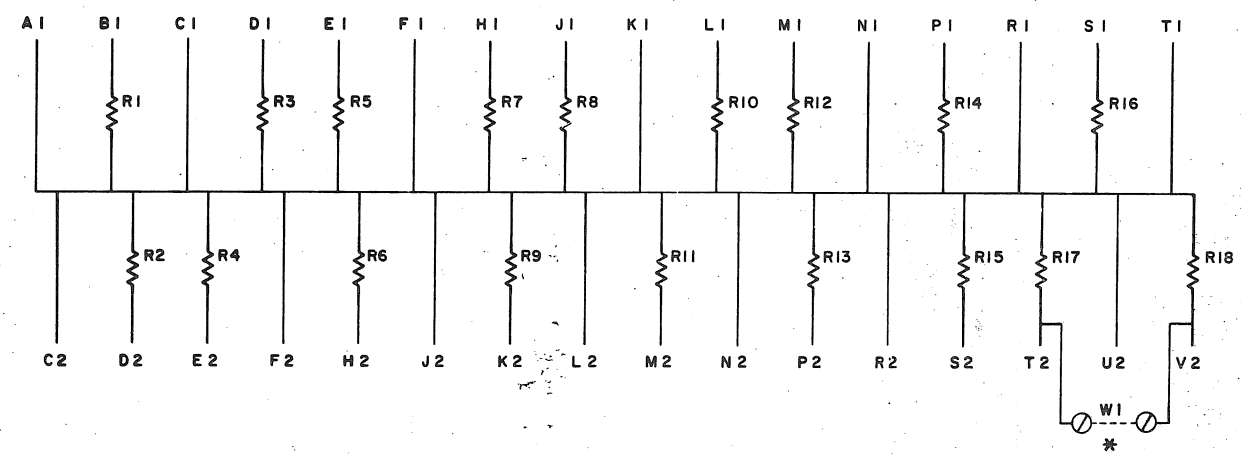 A1 B1 C1 D1 E1 F1 H1 J1 K1 L1 M1 N1 P1 R1 S1 T1
R1 R3 R5 R7 R8 R10 R12 R14 R16
R2 R4 R6 R9 R11 R13 R15 R17 R18
C2 D2 E2 F2 H2 J2 K2 L2 M2 N2 P2 R2 S2 T2 U2 V2
W1
*